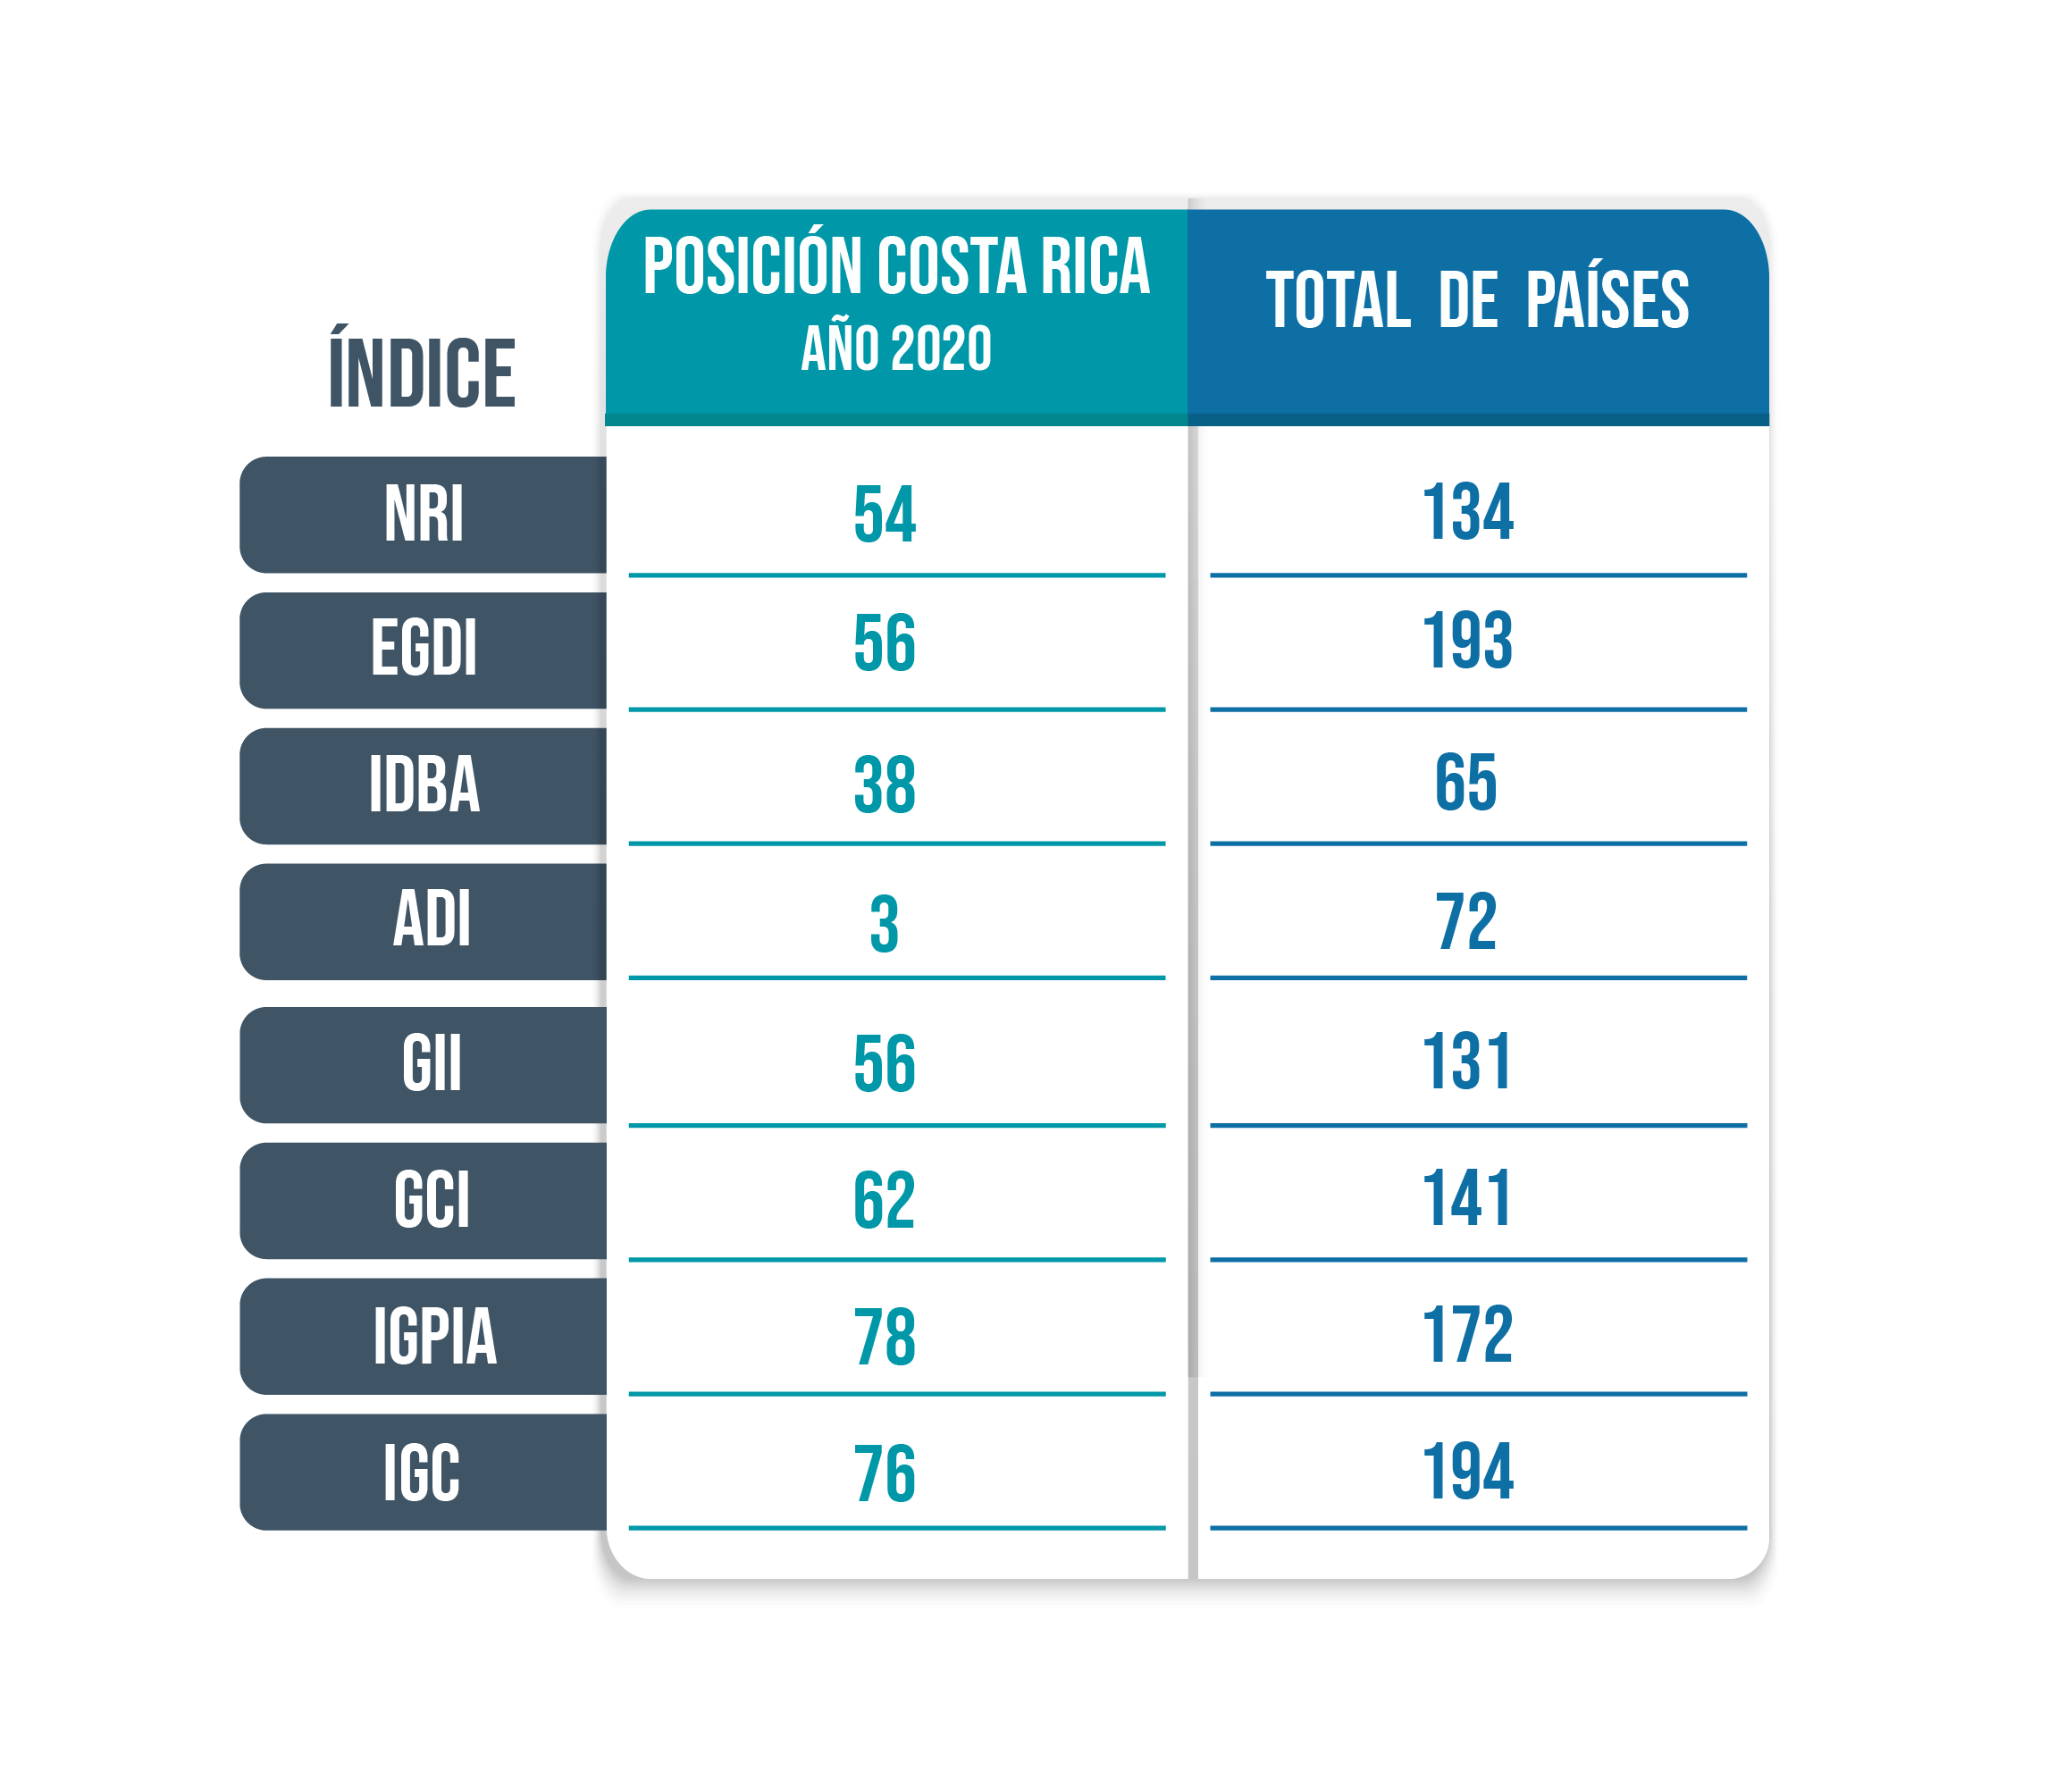 POSICIÓN COSTA RICA
AÑO 2020
TOTAL DE PAÍSES
ÍNDICE
NRI 54 134
EGDI 56 193
IDBA 38 65
ADI 3 72
GII 56 131
GCI 62 141
IGPIA 78 172
IGC 76 194